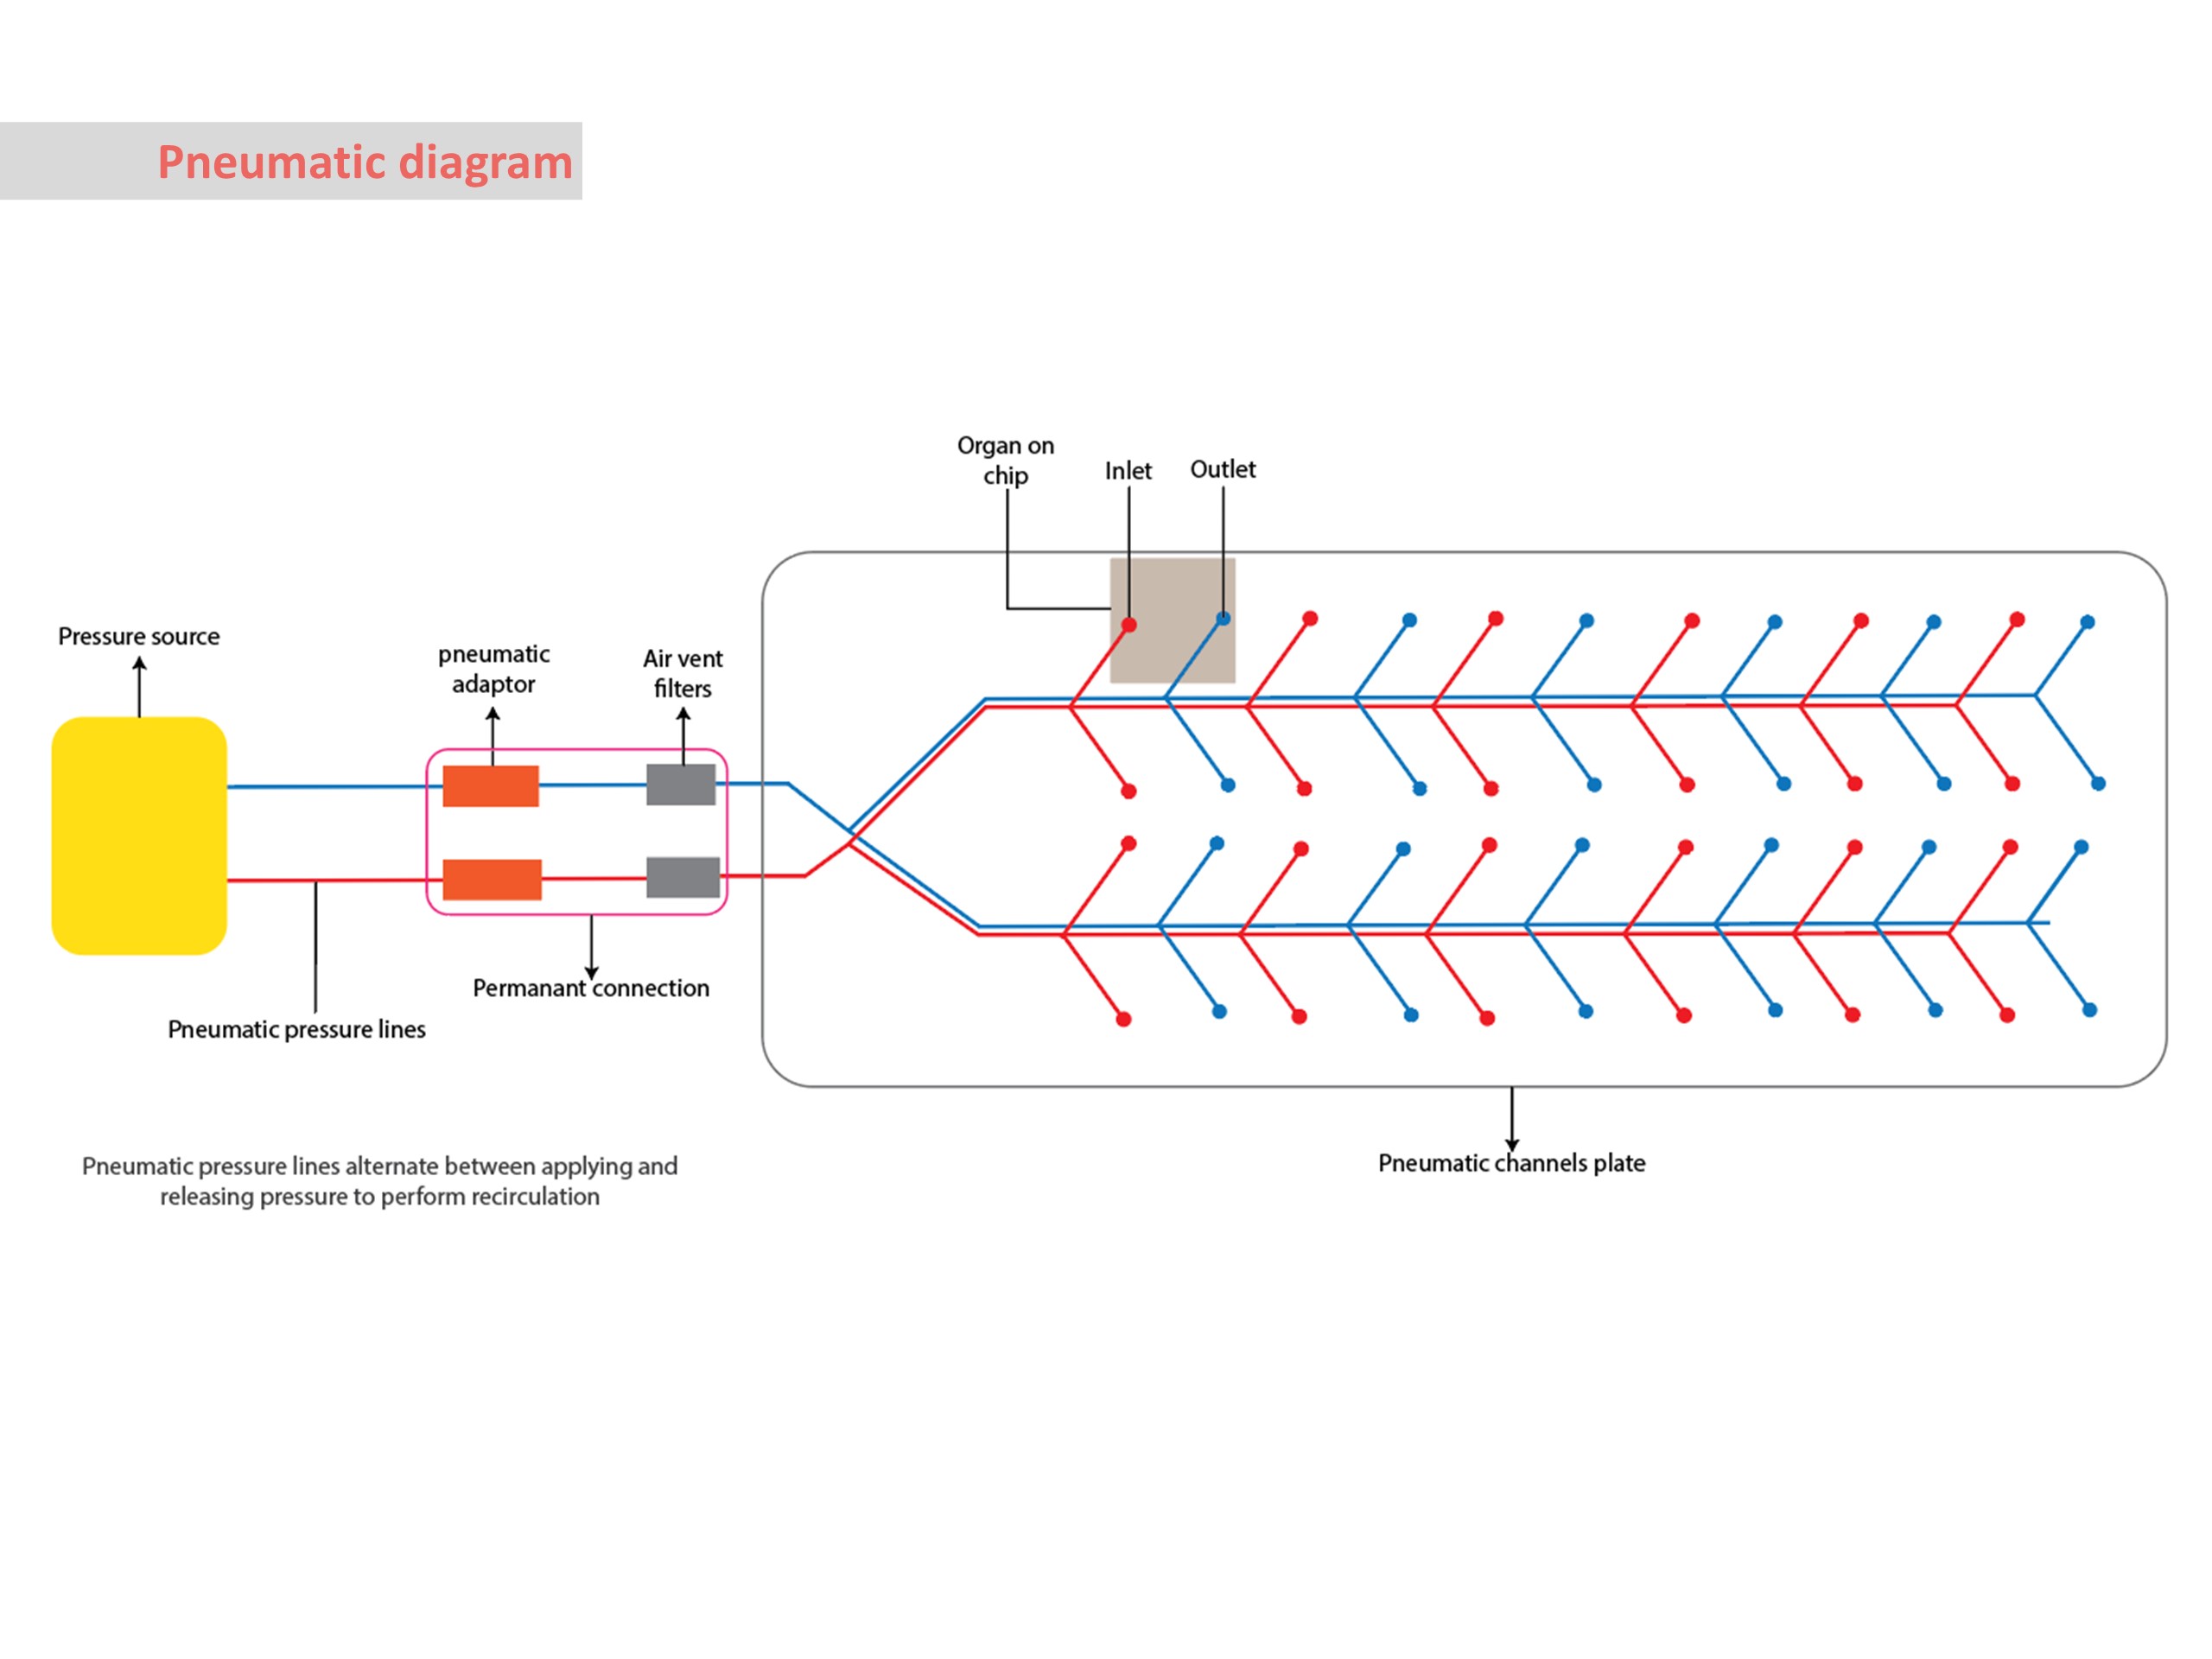 Pneumatic diagram
Organ on
chip
Inlet
Outlet
Pressure source
pneumatic
adaptor
Air vent
filters
Permanant connection
Pneumatic pressure lines
Pneumatic channels plate
Pneumatic pressure lines alternate between applying and
releasing pressure to perform recirculation